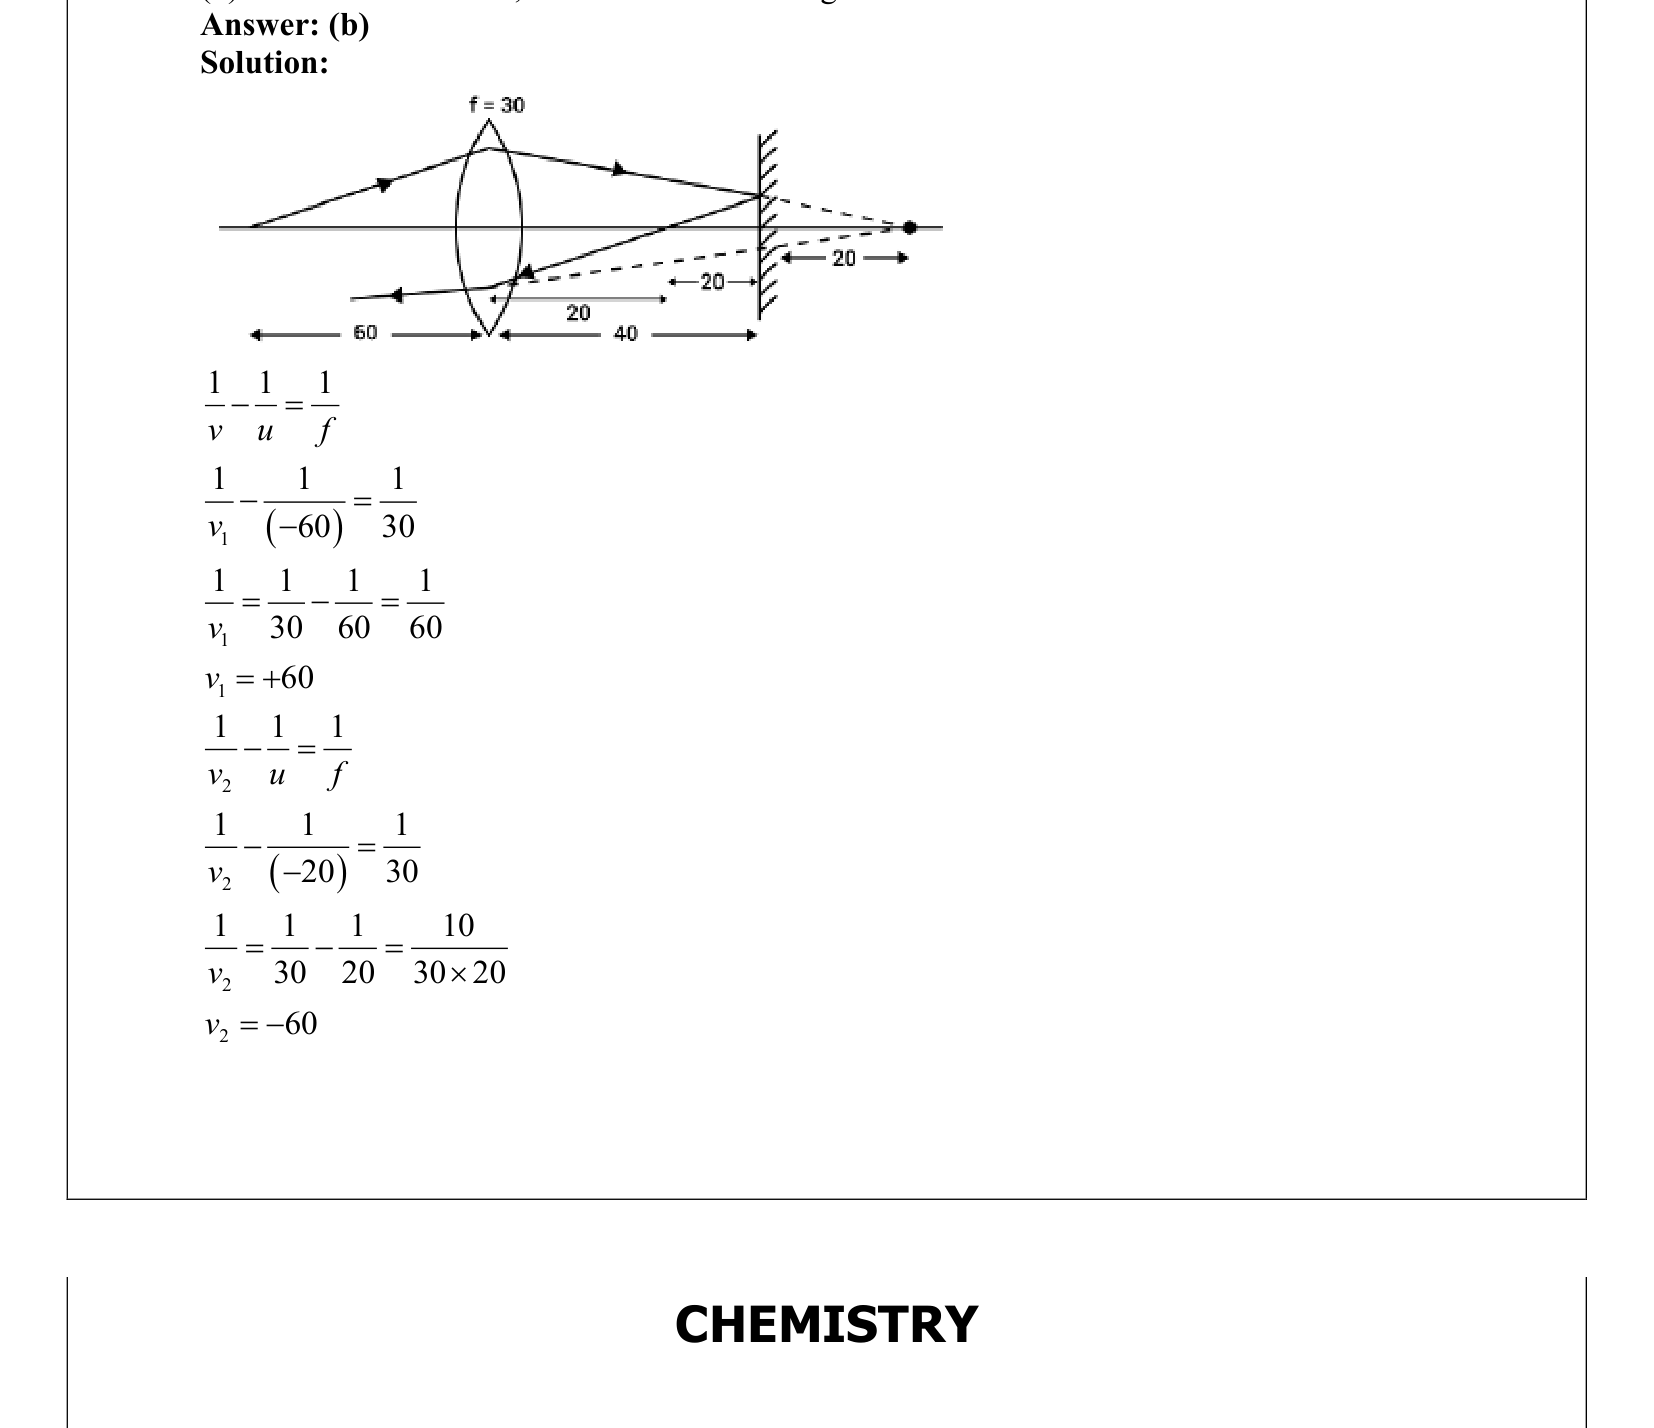 Answer: (b)
Solution:
f = 30
20
20
20
60
40
1/v − 1/u = 1/f
1/v₁ − 1/(−60) = 1/30
1/v₁ = 1/30 − 1/60 = 1/60
v₁ = +60
1/v₂ − 1/u = 1/f
1/v₂ − 1/(−20) = 1/30
1/v₂ = 1/30 − 1/20 = 10/30×20
v₂ = −60
CHEMISTRY